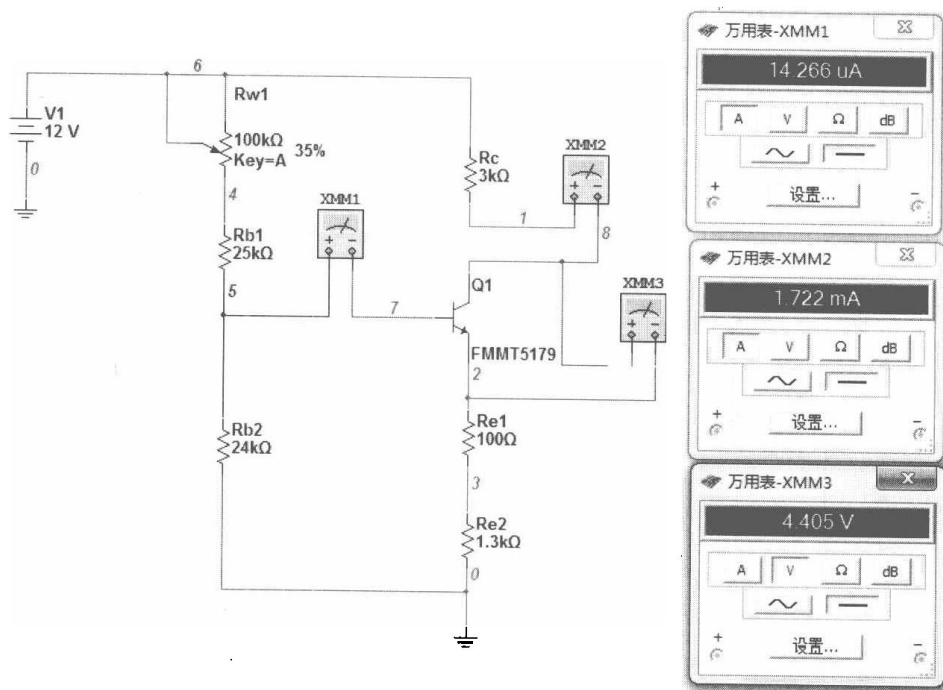 6
V1
12 V
0
Rw1
100kΩ
Key=A
35%
4
Rb1
25kΩ
5
Rb2
24kΩ
XMM1
+ −
7
Rc
3kΩ
1
XMM2
+ −
8
Q1
FMMT5179
XMM3
+ −
2
Re1
100Ω
3
Re2
1.3kΩ
0
万用表-XMM1
14.266 uA
A V Ω dB
+ 设置... −
万用表-XMM2
1.722 mA
A V Ω dB
+ 设置... −
万用表-XMM3
4.405 V
A V Ω dB
+ 设置... −